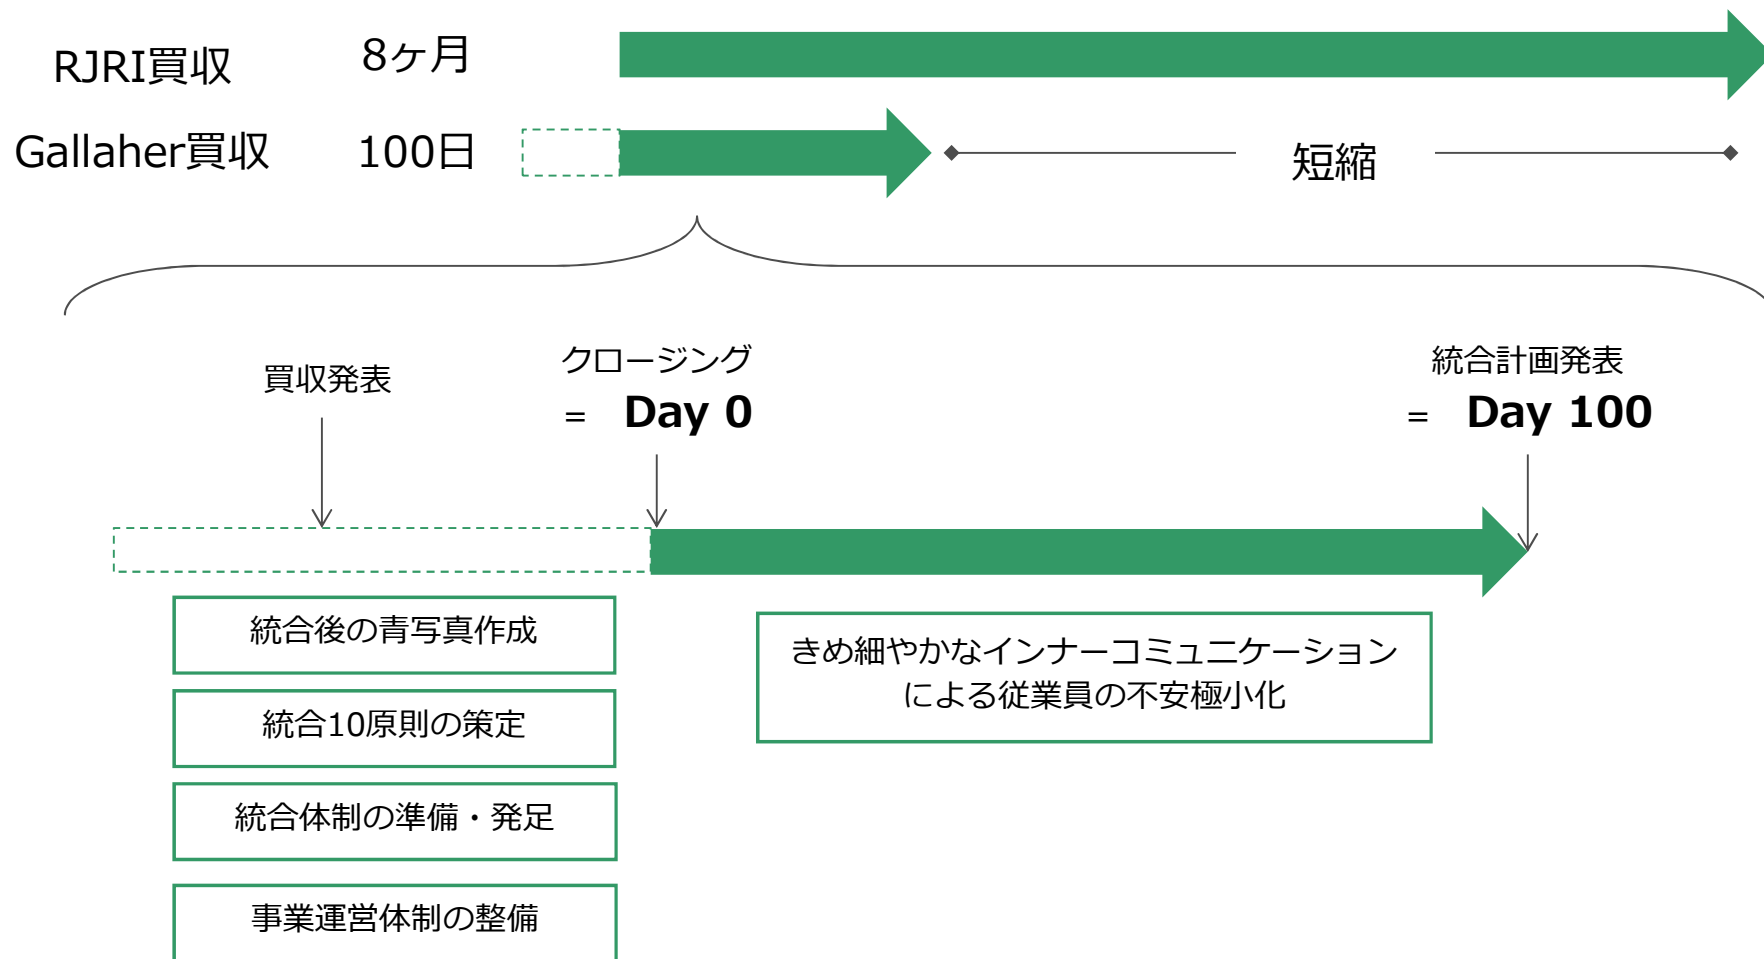 RJRI買収 8ヶ月
Gallaher買収 100日 短縮
買収発表
クロージング
= Day 0
統合計画発表
= Day 100
統合後の青写真作成
統合10原則の策定
統合体制の準備・発足
事業運営体制の整備
きめ細やかなインナーコミュニケーション
による従業員の不安極小化